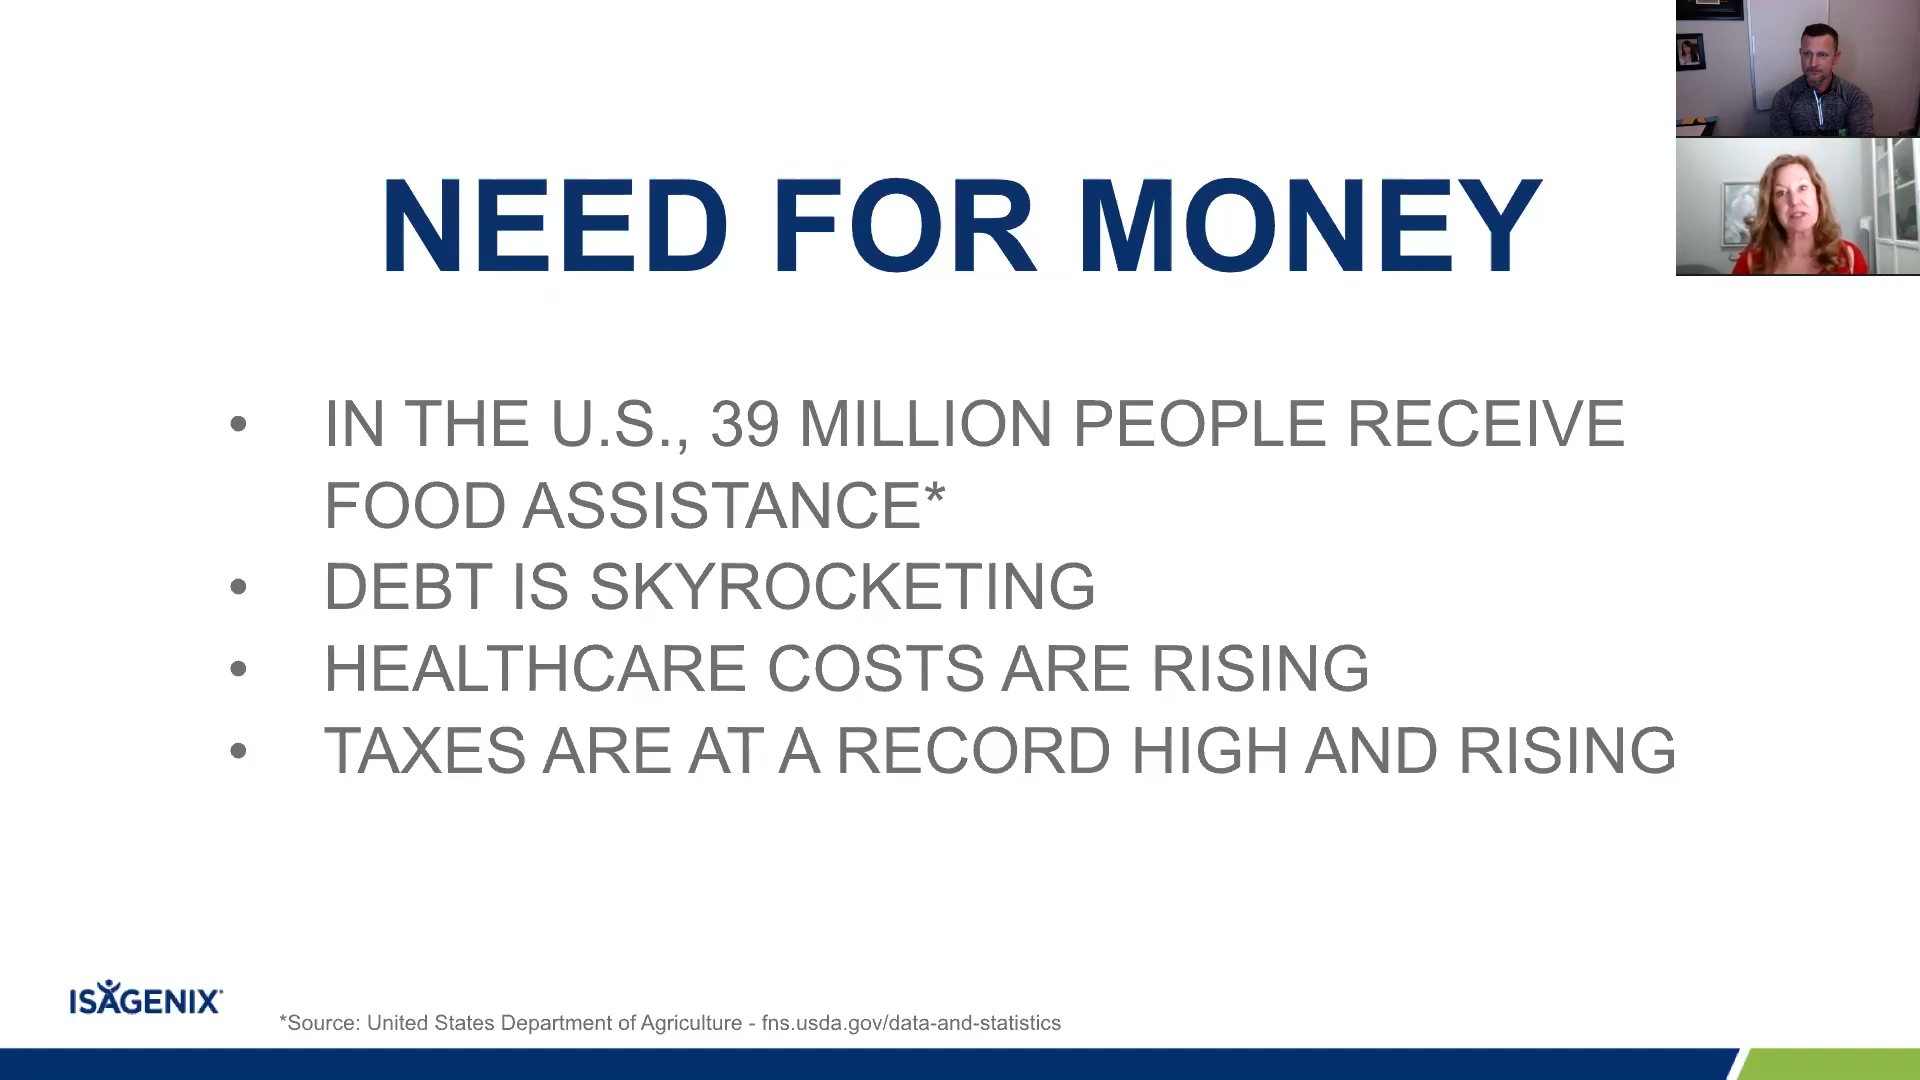 NEED FOR MONEY
• IN THE U.S., 39 MILLION PEOPLE RECEIVE
FOOD ASSISTANCE*
• DEBT IS SKYROCKETING
• HEALTHCARE COSTS ARE RISING
• TAXES ARE AT A RECORD HIGH AND RISING
ISAGENIX
*Source: United States Department of Agriculture - fns.usda.gov/data-and-statistics